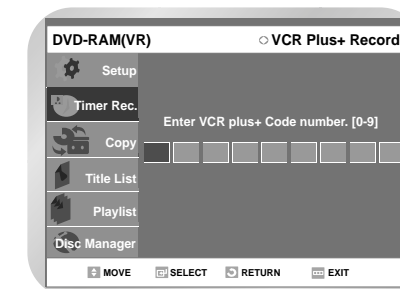 DVD-RAM(VR) VCR Plus+ Record
Setup
Timer Rec.
Enter VCR plus+ Code number. [0-9]
Copy
Title List
Playlist
Disc Manager
MOVE SELECT RETURN EXIT